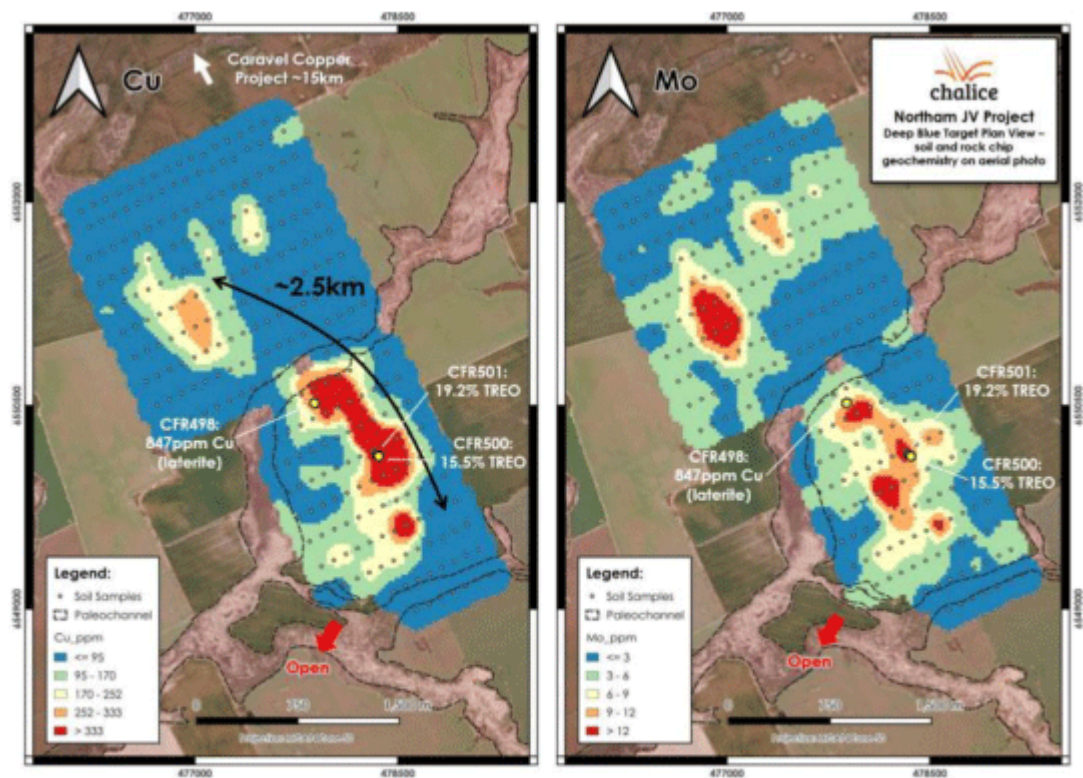 477000
478500
477000
478500
Cu
Caravel Copper
Project ~15km
Mo
chalice
Northam JV Project
Deep Blue Target Plan View –
soil and rock chip
geochemistry on aerial photo
6552000
6552000
~2.5km
CFR501:
19.2% TREO
CFR498:
847ppm Cu
(laterite)
CFR500:
15.5% TREO
CFR501:
19.2% TREO
CFR498:
847ppm Cu
(laterite)
CFR500:
15.5% TREO
6550500
6550500
Legend:
Soil Samples
Paleochannel
Cu_ppm
<= 95
95 - 170
170 - 252
252 - 333
> 333
Open
0
750
1,500 m
Legend:
Soil Samples
Paleochannel
Mo_ppm
<= 3
3 - 6
6 - 9
9 - 12
> 12
Open
0
750
1,500 m
6549000
6549000
477000
478500
477000
478500